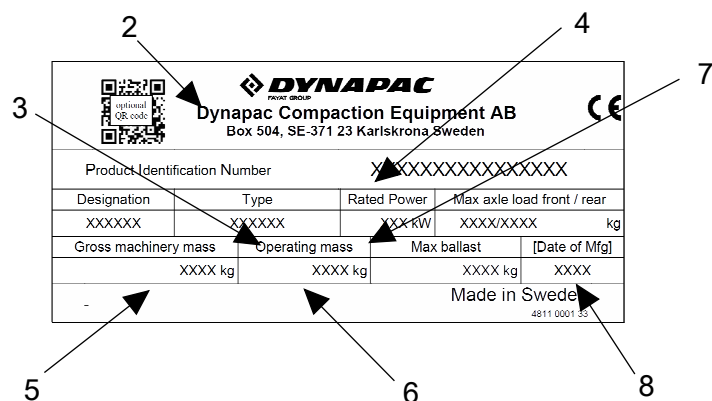 2
4
7
3
optional
QR code
DYNAPAC
FAYAT GROUP
Dynapac Compaction Equipment AB
Box 504, SE-371 23 Karlskrona Sweden
CE
Product Identification Number XXXXXXXXXXXXXXXX
Designation Type Rated Power Max axle load front / rear
XXXXXX XXXXXX XXX kW XXXX/XXXX kg
Gross machinery mass Operating mass Max ballast [Date of Mfg]
XXXX kg XXXX kg XXXX kg XXXX
Made in Sweden
4811 0001 33
5
6
8